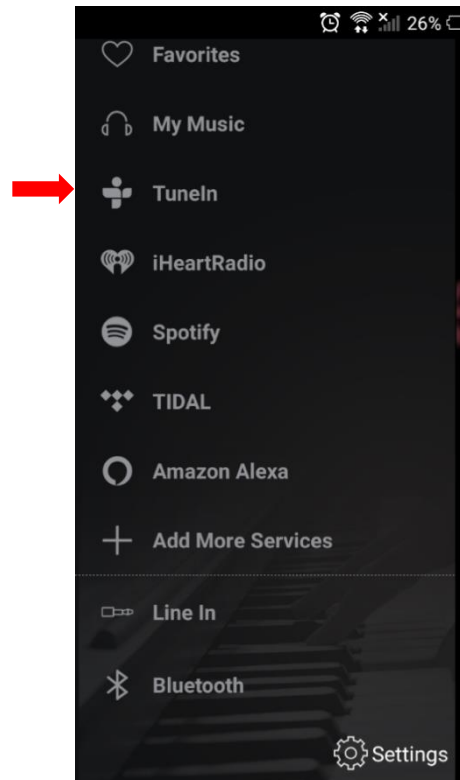 26%
Favorites
My Music
TuneIn
iHeartRadio
Spotify
TIDAL
Amazon Alexa
Add More Services
Line In
Bluetooth
Settings